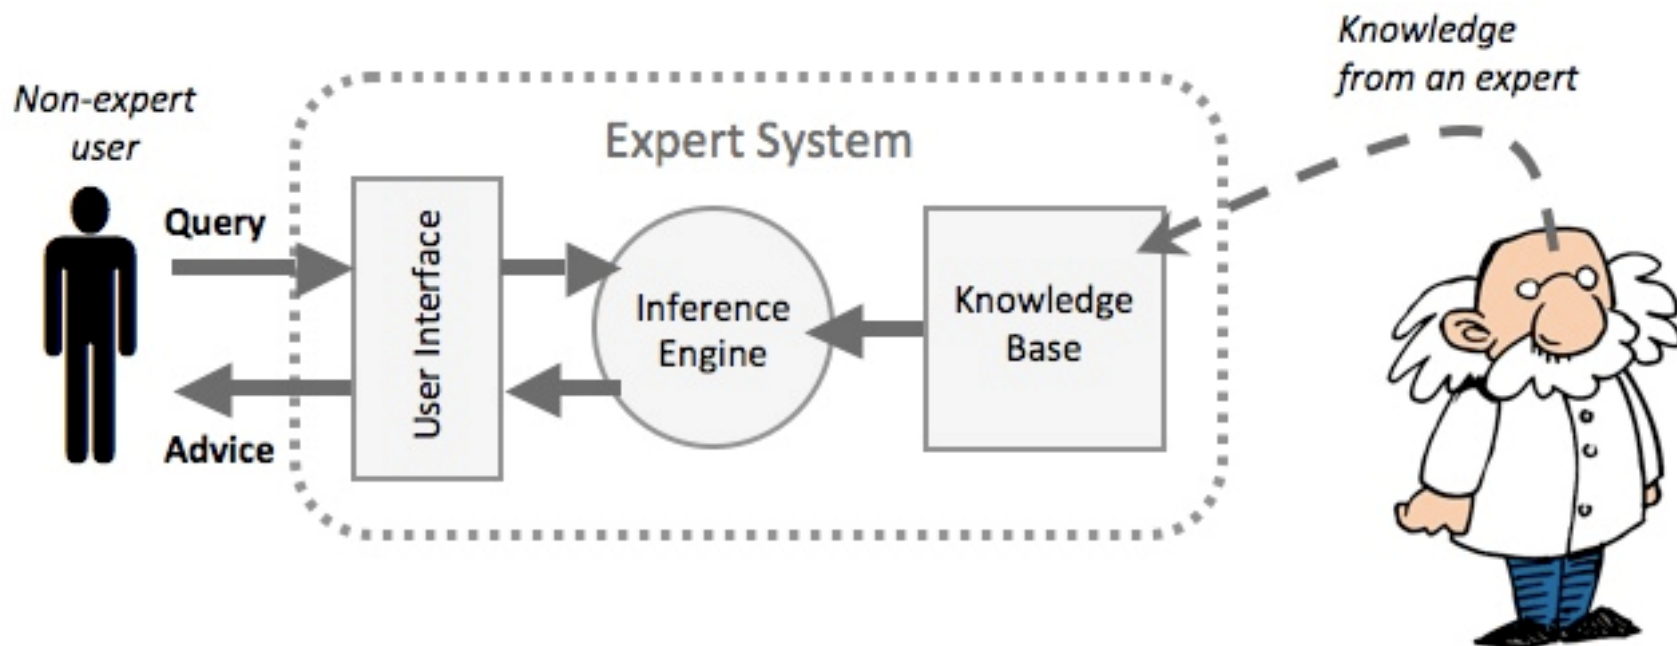 Knowledge
from an expert
Non-expert
user
Expert System
Query
User Interface
Inference
Engine
Knowledge
Base
Advice